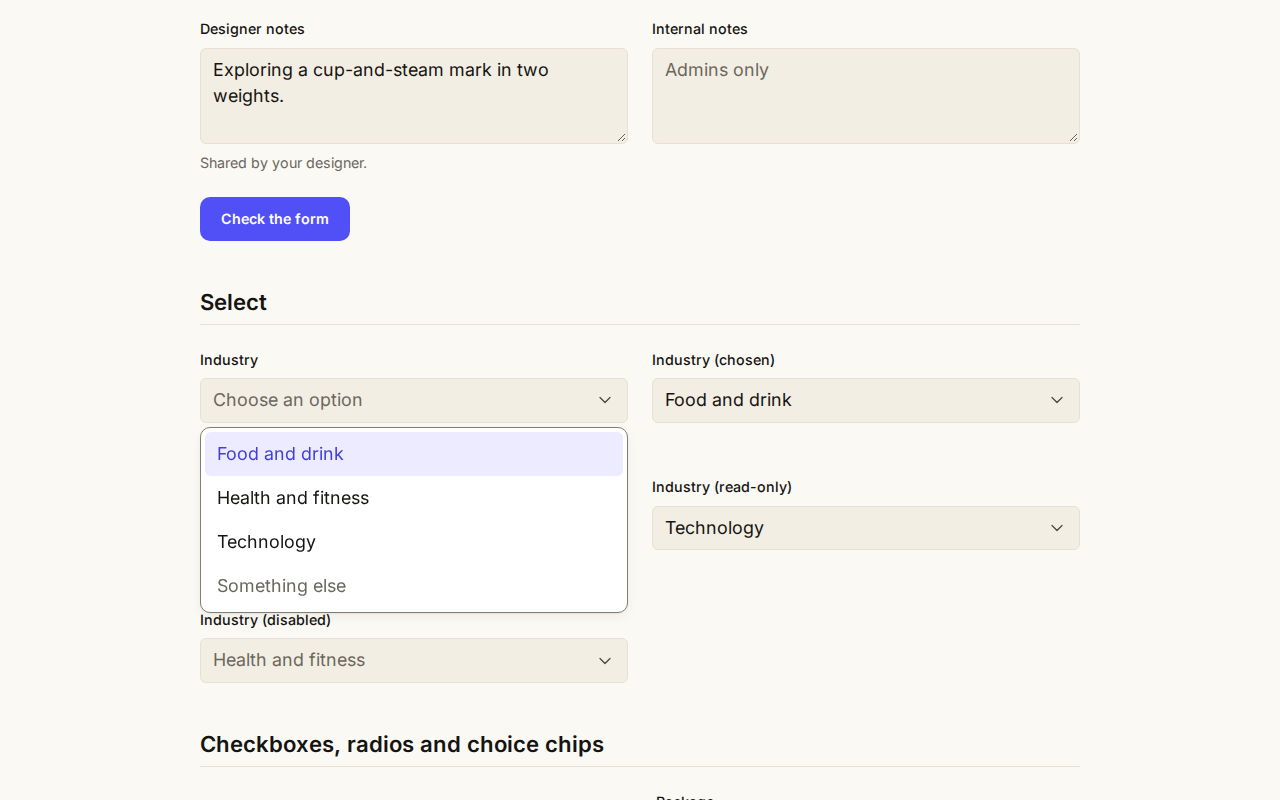 Designer notes
Internal notes
Exploring a cup-and-steam mark in two
weights.
Admins only
Shared by your designer.
Check the form
Select
Industry
Industry (chosen)
Choose an option
Food and drink
Food and drink
Health and fitness
Technology
Something else
Industry (read-only)
Technology
Industry (disabled)
Health and fitness
Checkboxes, radios and choice chips